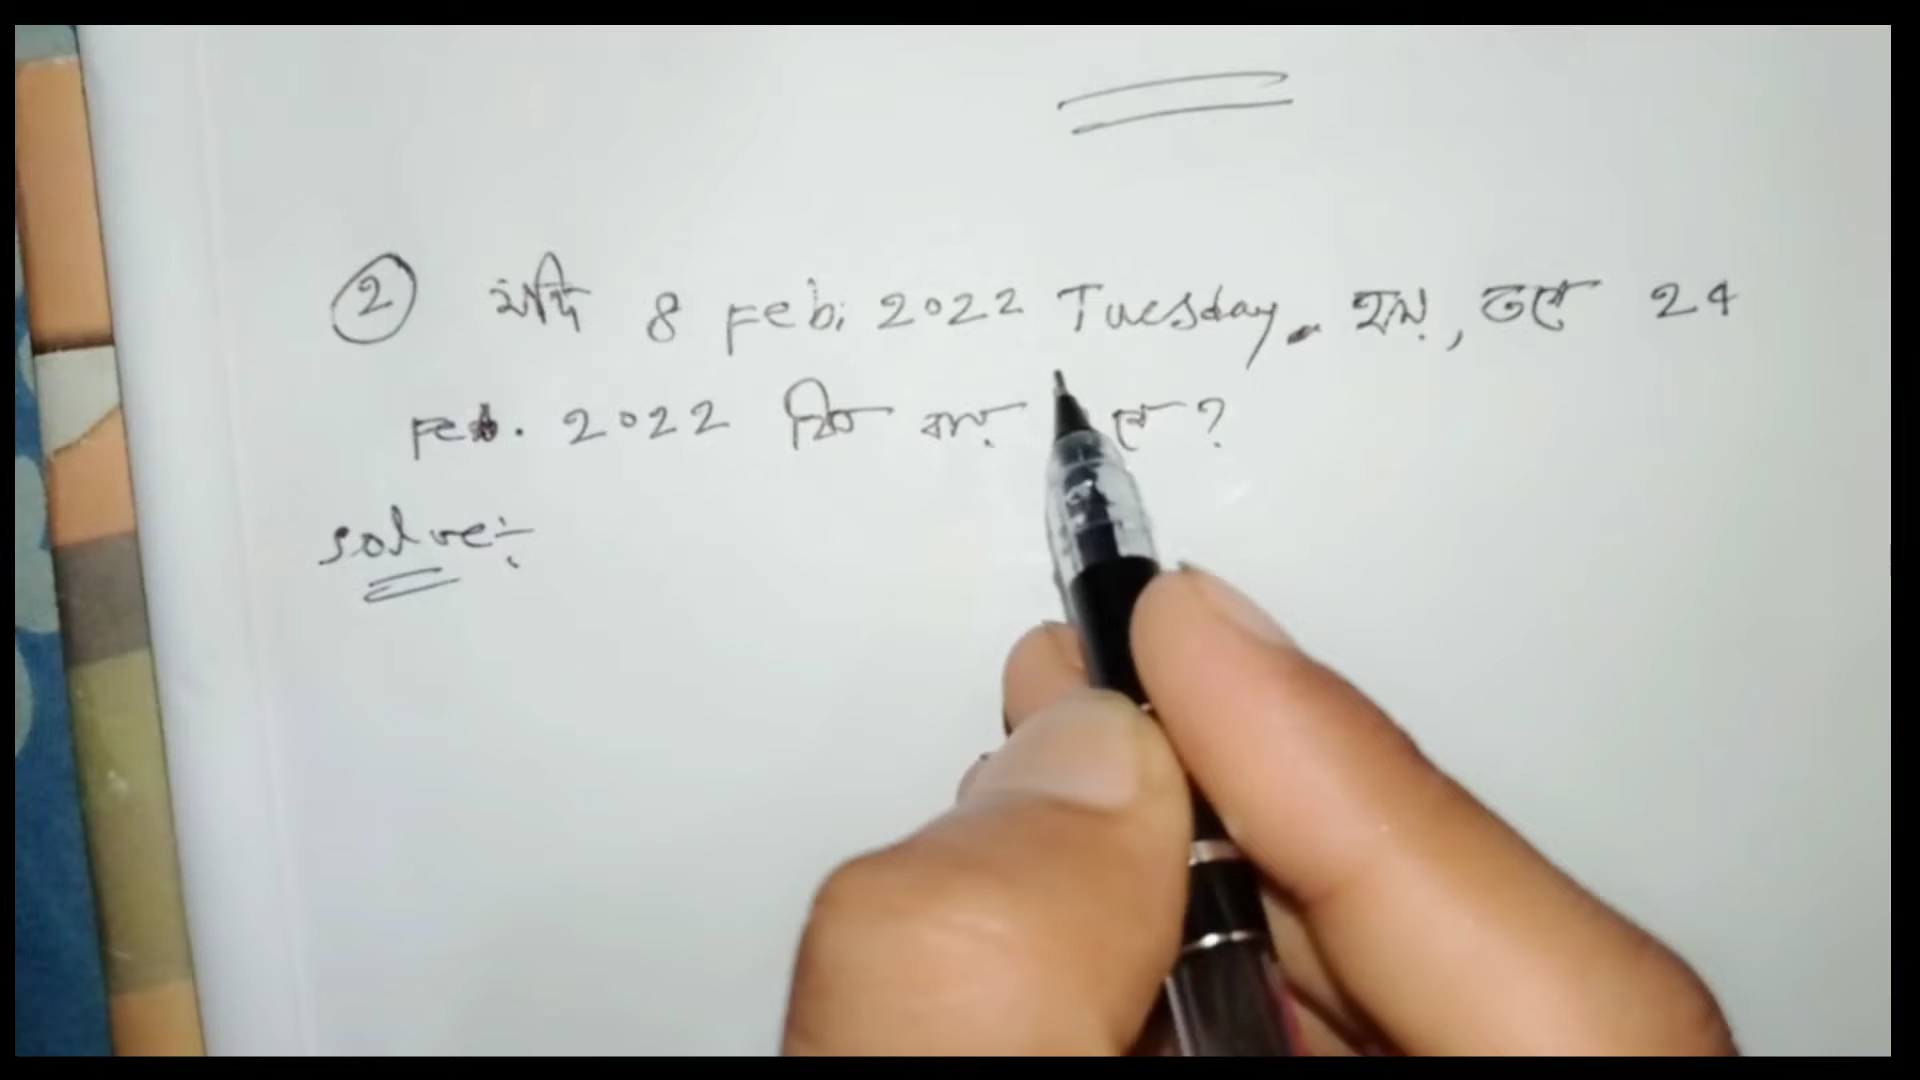 ② যদি 8 Feb. 2022 Tuesday. হয়, তবে 24
Feb. 2022 কি বার ?
Solve:-